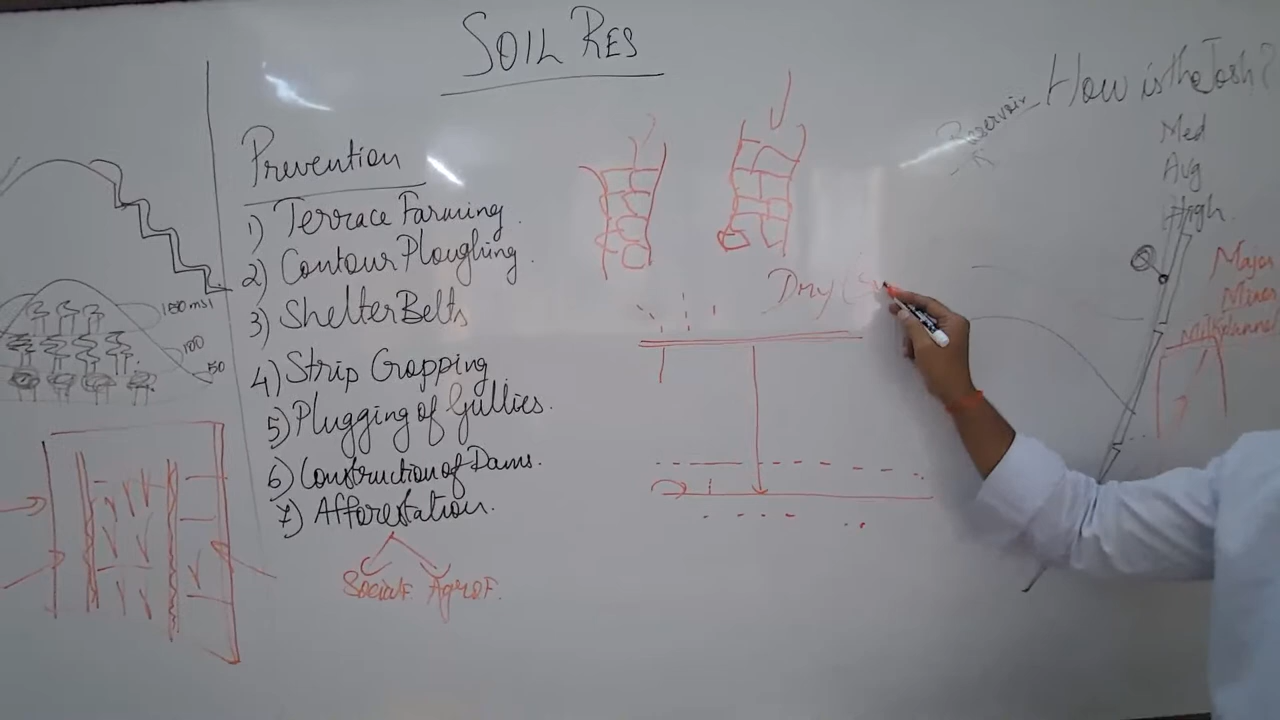 SOIL RES
Prevention
1) Terrace Farming.
2) Contour Ploughing.
3) Shelter Belts
4) Strip Cropping
5) Plugging of Gullies.
6) Construction of Dams.
7) Afforestation.
Social F. Agro F.
150 msl
100
50
Dry (Su
Reservoir
How is the Josh?
Med
Avg
High.
Major
Minor